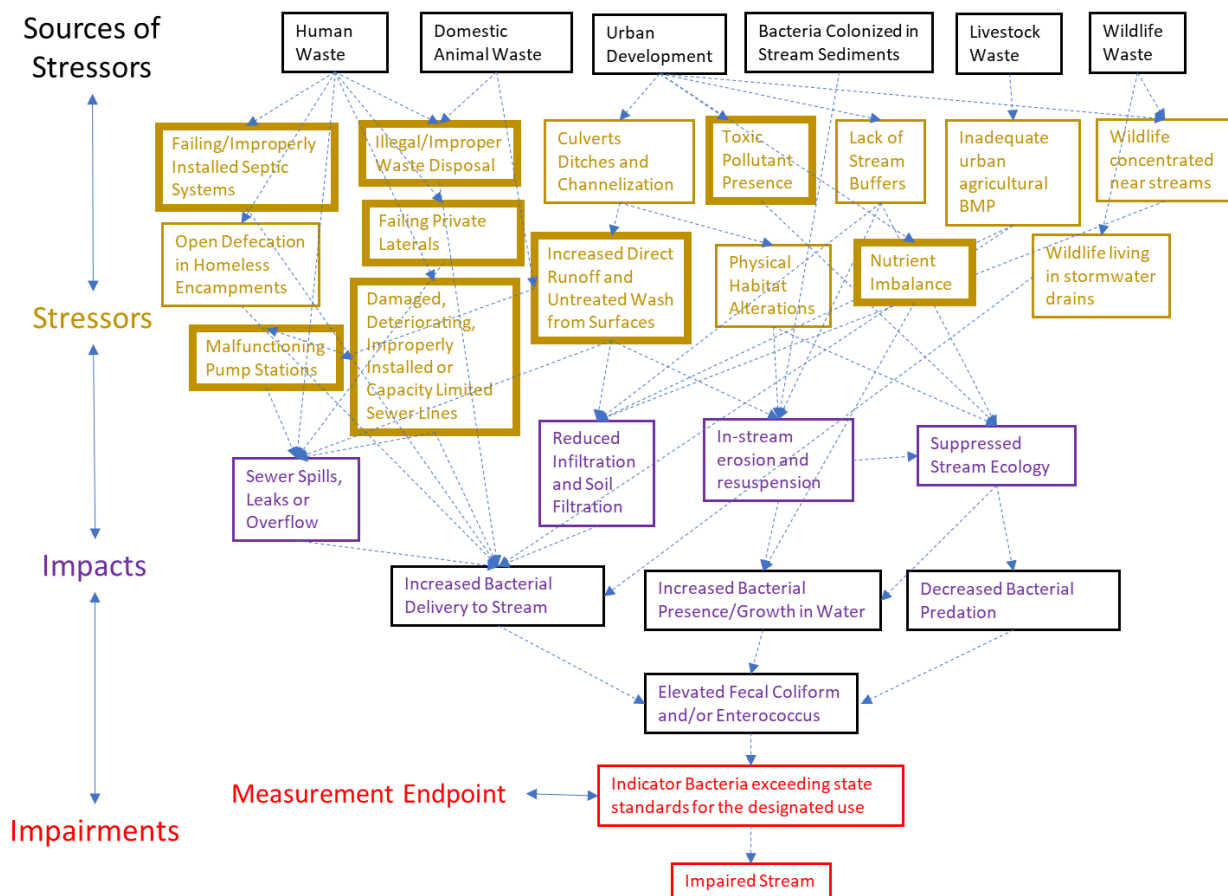 Sources of
Stressors
Human
Waste
Domestic
Animal Waste
Urban
Development
Bacteria Colonized in
Stream Sediments
Livestock
Waste
Wildlife
Waste
Failing/Improperly
Installed Septic
Systems
Illegal/Improper
Waste Disposal
Culverts
Ditches and
Channelization
Toxic
Pollutant
Presence
Lack of
Stream
Buffers
Inadequate
urban
agricultural
BMP
Wildlife
concentrated
near streams
Open Defecation
in Homeless
Encampments
Failing Private
Laterals
Increased Direct
Runoff and
Untreated Wash
from Surfaces
Physical
Habitat
Alterations
Nutrient
Imbalance
Wildlife living
in stormwater
drains
Stressors
Malfunctioning
Pump Stations
Damaged,
Deteriorating,
Improperly
Installed or
Capacity Limited
Sewer Lines
Sewer Spills,
Leaks or
Overflow
Reduced
Infiltration
and Soil
Filtration
In-stream
erosion and
resuspension
Suppressed
Stream Ecology
Impacts
Increased Bacterial
Delivery to Stream
Increased Bacterial
Presence/Growth in Water
Decreased Bacterial
Predation
Elevated Fecal Coliform
and/or Enterococcus
Measurement Endpoint
Indicator Bacteria exceeding state
standards for the designated use
Impairments
Impaired Stream